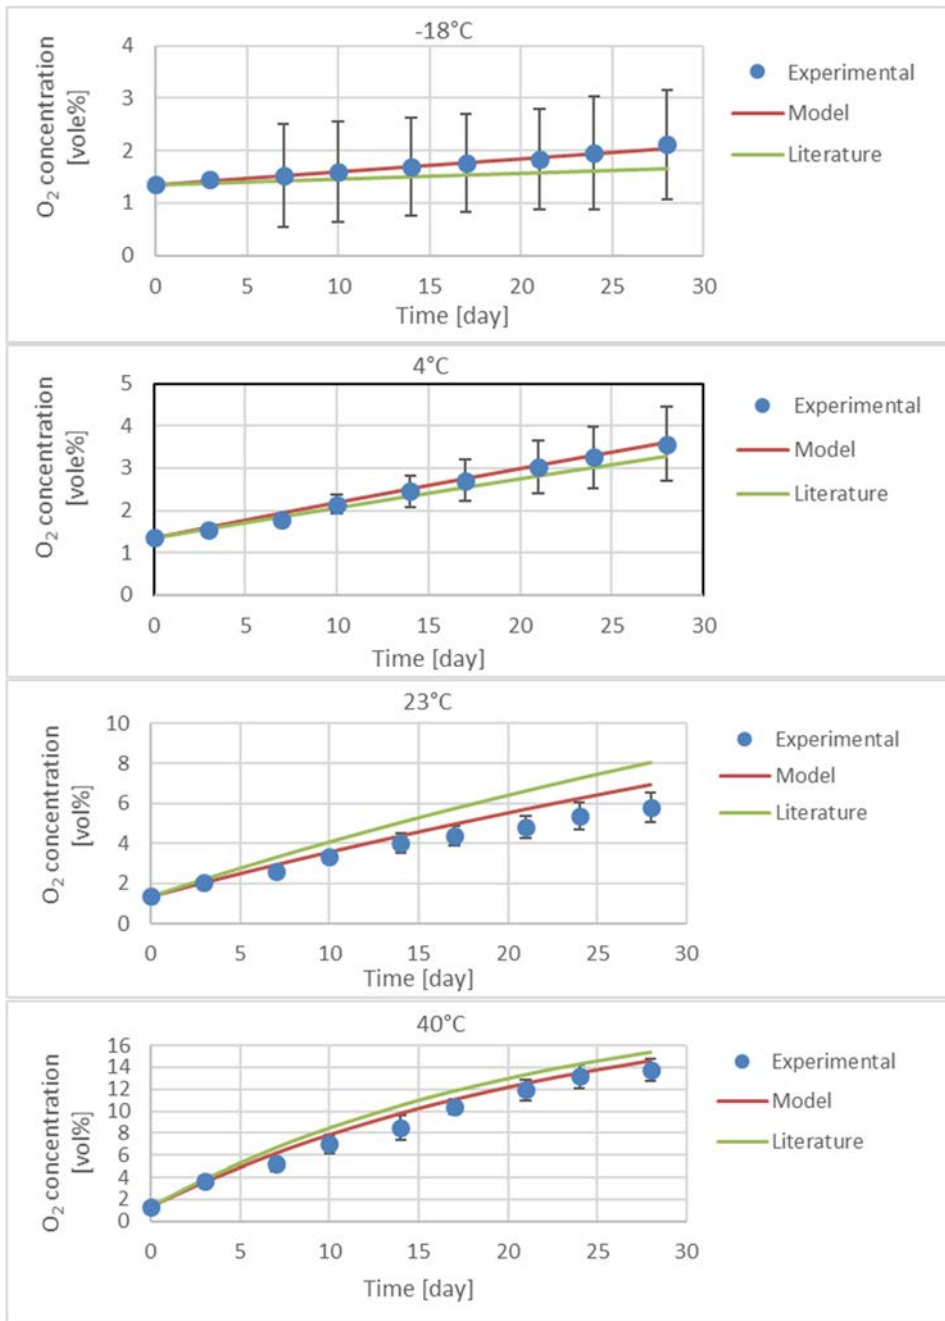 -18°C
4
3
2
1
0
O₂ concentration
[vole%]
0 5 10 15 20 25 30
Time [day]
Experimental
Model
Literature
4°C
5
4
3
2
1
0
O₂ concentration
[vole%]
0 5 10 15 20 25 30
Time [day]
Experimental
Model
Literature
23°C
10
8
6
4
2
0
O₂ concentration
[vol%]
0 5 10 15 20 25 30
Time [day]
Experimental
Model
Literature
40°C
16
14
12
10
8
6
4
2
0
O₂ concentration
[vol%]
0 5 10 15 20 25 30
Time [day]
Experimental
Model
Literature